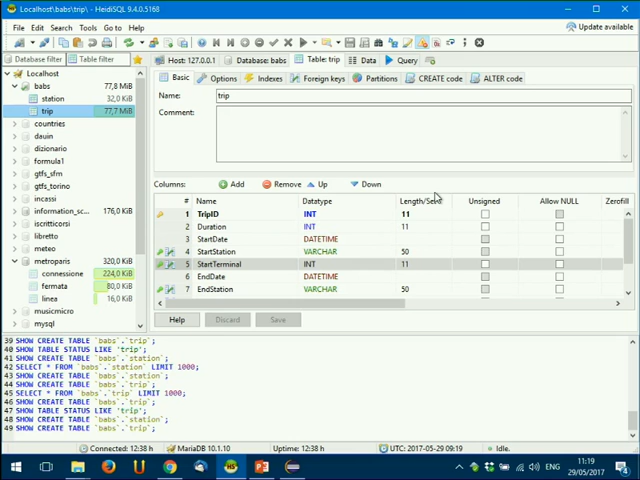 Localhost\babs\trip\ - HeidiSQL 9.4.0.5168
File Edit Search Tools Go to Help
Update available
Database filter Table filter
Host: 127.0.0.1 Database: babs Table: trip Data Query
Localhost
babs 77,8 MiB
station 32,0 KiB
trip 77,7 MiB
countries
dauin
dizionario
formula1
gtfs_sfm
gtfs_torino
incassi
information_sc...
iscritticorsi
libretto
meteo
metroparis 320,0 KiB
connessione 224,0 KiB
fermata 80,0 KiB
linea 16,0 KiB
musicmicro
mysql
Basic Options Indexes Foreign keys Partitions CREATE code ALTER code
Name: trip
Comment:
Columns: Add Remove Up Down
# Name Datatype Length/Set Unsigned Allow NULL Zerofill
1 TripID INT 11
2 Duration INT 11
3 StartDate DATETIME
4 StartStation VARCHAR 50
5 StartTerminal INT 11
6 EndDate DATETIME
7 EndStation VARCHAR 50
Help Discard Save
39 SHOW CREATE TABLE `babs`.`trip`;
40 SHOW TABLE STATUS LIKE 'trip';
41 SHOW CREATE TABLE `babs`.`station`;
42 SELECT * FROM `babs`.`station` LIMIT 1000;
43 SHOW CREATE TABLE `babs`.`station`;
44 SHOW CREATE TABLE `babs`.`trip`;
45 SELECT * FROM `babs`.`trip` LIMIT 1000;
46 SHOW CREATE TABLE `babs`.`trip`;
47 SHOW TABLE STATUS LIKE 'trip';
48 SHOW CREATE TABLE `babs`.`station`;
49 SHOW CREATE TABLE `babs`.`trip`;
Connected: 12:38 h MariaDB 10.1.10 Uptime: 12:38 h UTC: 2017-05-29 09:19 Idle.
ENG 11:19
29/05/2017